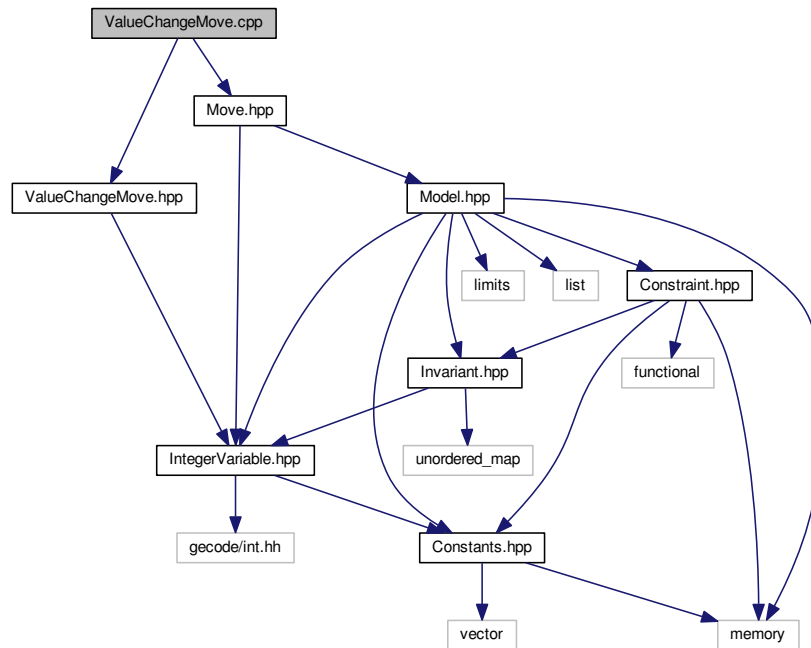 ValueChangeMove.cpp
Move.hpp
ValueChangeMove.hpp
Model.hpp
limits
list
Constraint.hpp
Invariant.hpp
functional
IntegerVariable.hpp
unordered_map
gecode/int.hh
Constants.hpp
vector
memory